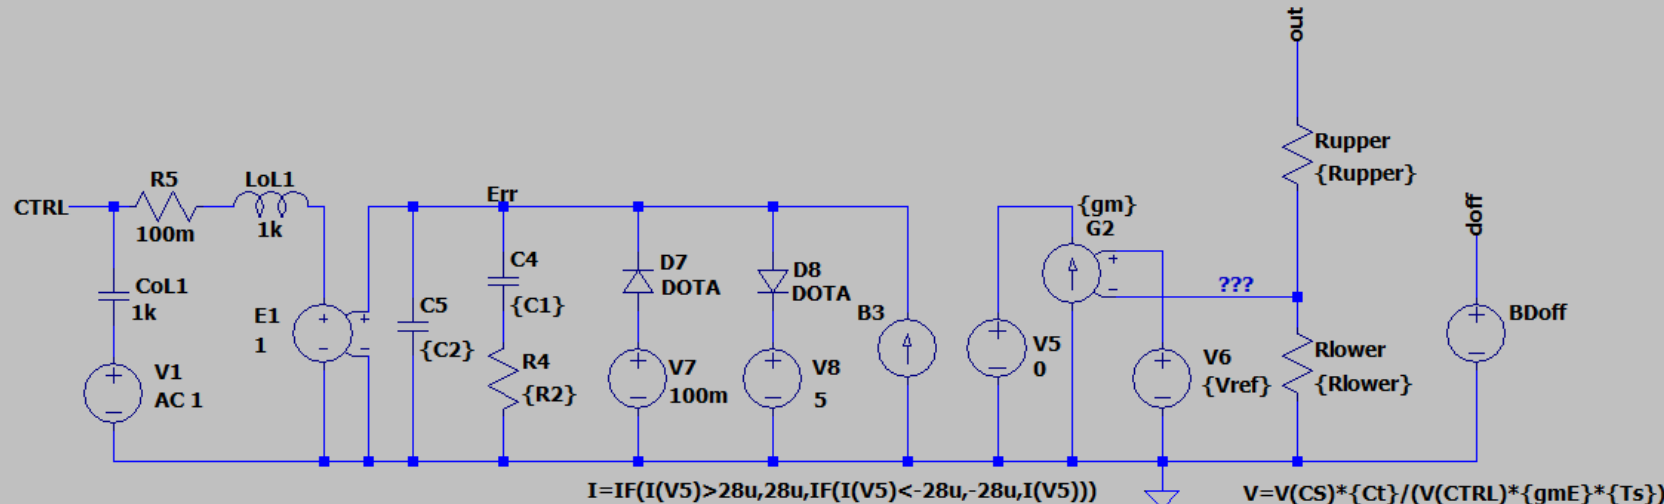 out
Rupper
{Rupper}
R5
100m
LoL1
1k
CTRL
Err
{gm}
G2
doff
C4
{C1}
D7
DOTA
D8
DOTA
???
CoL1
1k
E1
1
C5
{C2}
B3
BDoff
V5
0
V6
{Vref}
Rlower
{Rlower}
V1
AC 1
R4
{R2}
V7
100m
V8
5
I=IF(I(V5)>28u,28u,IF(I(V5)<-28u,-28u,I(V5)))
V=V(CS)*{Ct}/(V(CTRL)*{gmE}*{Ts})